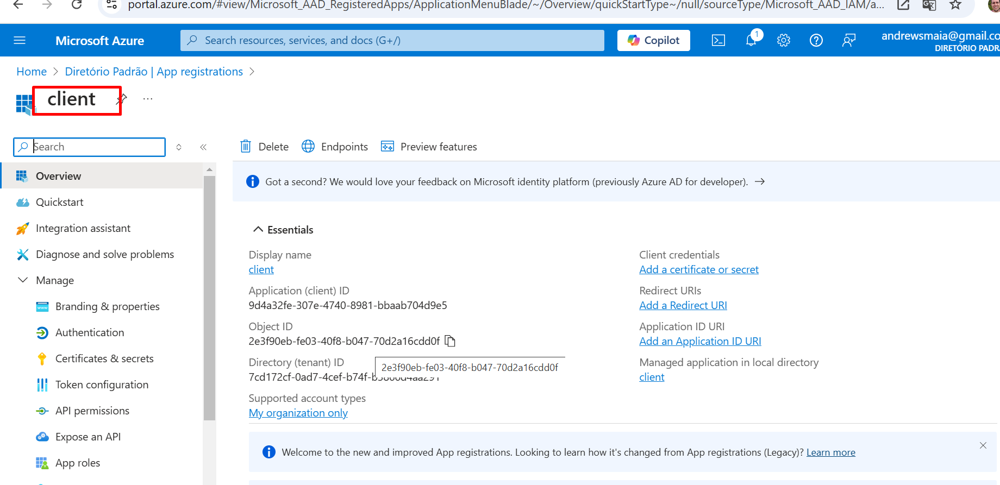 portal.azure.com/#view/Microsoft_AAD_RegisteredApps/ApplicationMenuBlade/~/Overview/quickStartType~/null/sourceType/Microsoft_AAD_IAM/a...
Microsoft Azure
Search resources, services, and docs (G+/)
Copilot
1
andrewsmaia@gmail.co
DIRETÓRIO PADR
Home > Diretório Padrão | App registrations >
client
...
Search
Delete
Endpoints
Preview features
Overview
Quickstart
Integration assistant
Diagnose and solve problems
Manage
Branding & properties
Authentication
Certificates & secrets
Token configuration
API permissions
Expose an API
App roles
Got a second? We would love your feedback on Microsoft identity platform (previously Azure AD for developer). →
Essentials
Display name
client
Application (client) ID
9d4a32fe-307e-4740-8981-bbaab704d9e5
Object ID
2e3f90eb-fe03-40f8-b047-70d2a16cdd0f
Directory (tenant) ID
2e3f90eb-fe03-40f8-b047-70d2a16cdd0f
7cd172cf-0ad7-4cef-b74f-
Supported account types
My organization only
Client credentials
Add a certificate or secret
Redirect URIs
Add a Redirect URI
Application ID URI
Add an Application ID URI
Managed application in local directory
client
Welcome to the new and improved App registrations. Looking to learn how it's changed from App registrations (Legacy)? Learn more